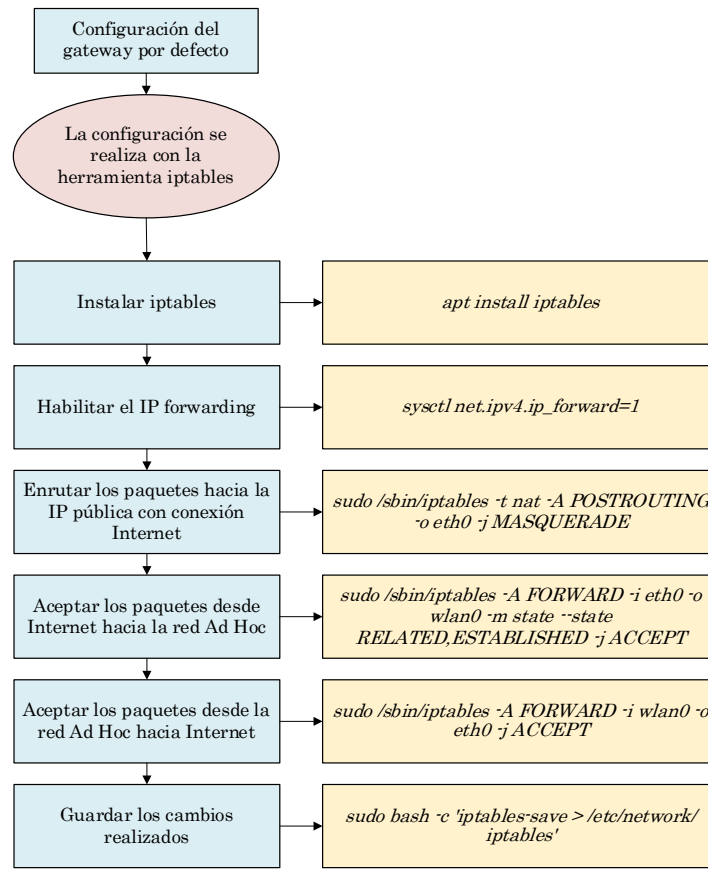 Configuración del
gateway por defecto
La configuración se
realiza con la
herramienta iptables
Instalar iptables
apt install iptables
Habilitar el IP forwarding
sysctl net.ipv4.ip_forward=1
Enrutar los paquetes hacia la
IP pública con conexión
Internet
sudo /sbin/iptables -t nat -A POSTROUTING
-o eth0 -j MASQUERADE
Aceptar los paquetes desde
Internet hacia la red Ad Hoc
sudo /sbin/iptables -A FORWARD -i eth0 -o
wlan0 -m state --state
RELATED,ESTABLISHED -j ACCEPT
Aceptar los paquetes desde la
red Ad Hoc hacia Internet
sudo /sbin/iptables -A FORWARD -i wlan0 -o
eth0 -j ACCEPT
Guardar los cambios
realizados
sudo bash -c 'iptables-save > /etc/network/
iptables'